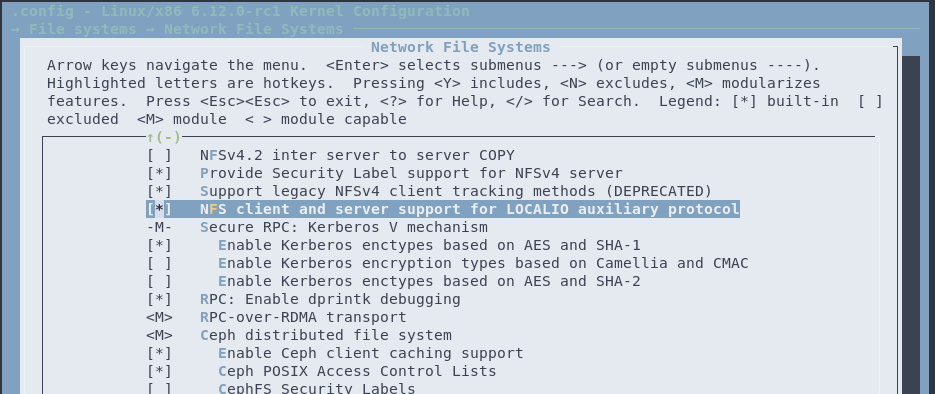 .config - Linux/x86 6.12.0-rc1 Kernel Configuration
→ File systems → Network File Systems
Network File Systems
Arrow keys navigate the menu.  <Enter> selects submenus ---> (or empty submenus ----).
Highlighted letters are hotkeys.  Pressing <Y> includes, <N> excludes, <M> modularizes
features.  Press <Esc><Esc> to exit, <?> for Help, </> for Search.  Legend: [*] built-in  [ ]
excluded  <M> module  < > module capable
↑(-)
[ ]   NFSv4.2 inter server to server COPY
[*]   Provide Security Label support for NFSv4 server
[*]   Support legacy NFSv4 client tracking methods (DEPRECATED)
[*]   NFS client and server support for LOCALIO auxiliary protocol
-M-   Secure RPC: Kerberos V mechanism
[*]     Enable Kerberos enctypes based on AES and SHA-1
[ ]     Enable Kerberos encryption types based on Camellia and CMAC
[ ]     Enable Kerberos enctypes based on AES and SHA-2
[*]   RPC: Enable dprintk debugging
<M>   RPC-over-RDMA transport
<M>   Ceph distributed file system
[*]     Enable Ceph client caching support
[*]     Ceph POSIX Access Control Lists
[ ]     CephFS Security Labels